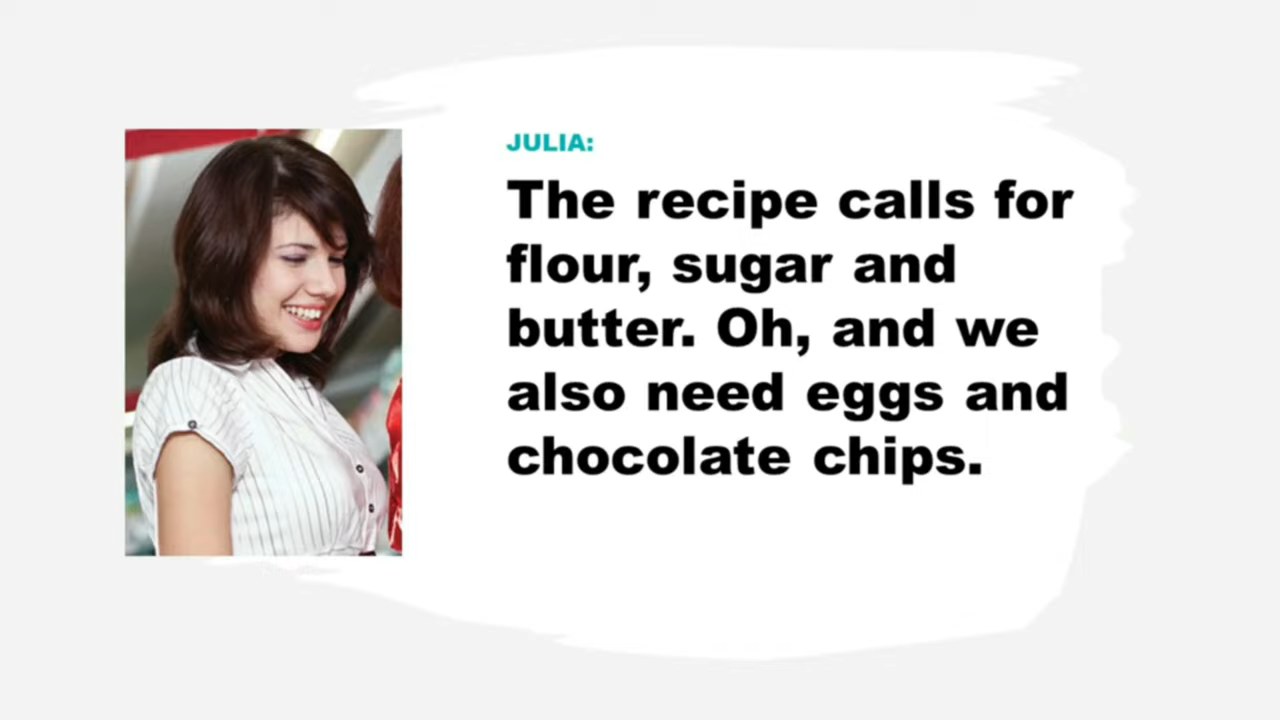 JULIA:
The recipe calls for
flour, sugar and
butter. Oh, and we
also need eggs and
chocolate chips.